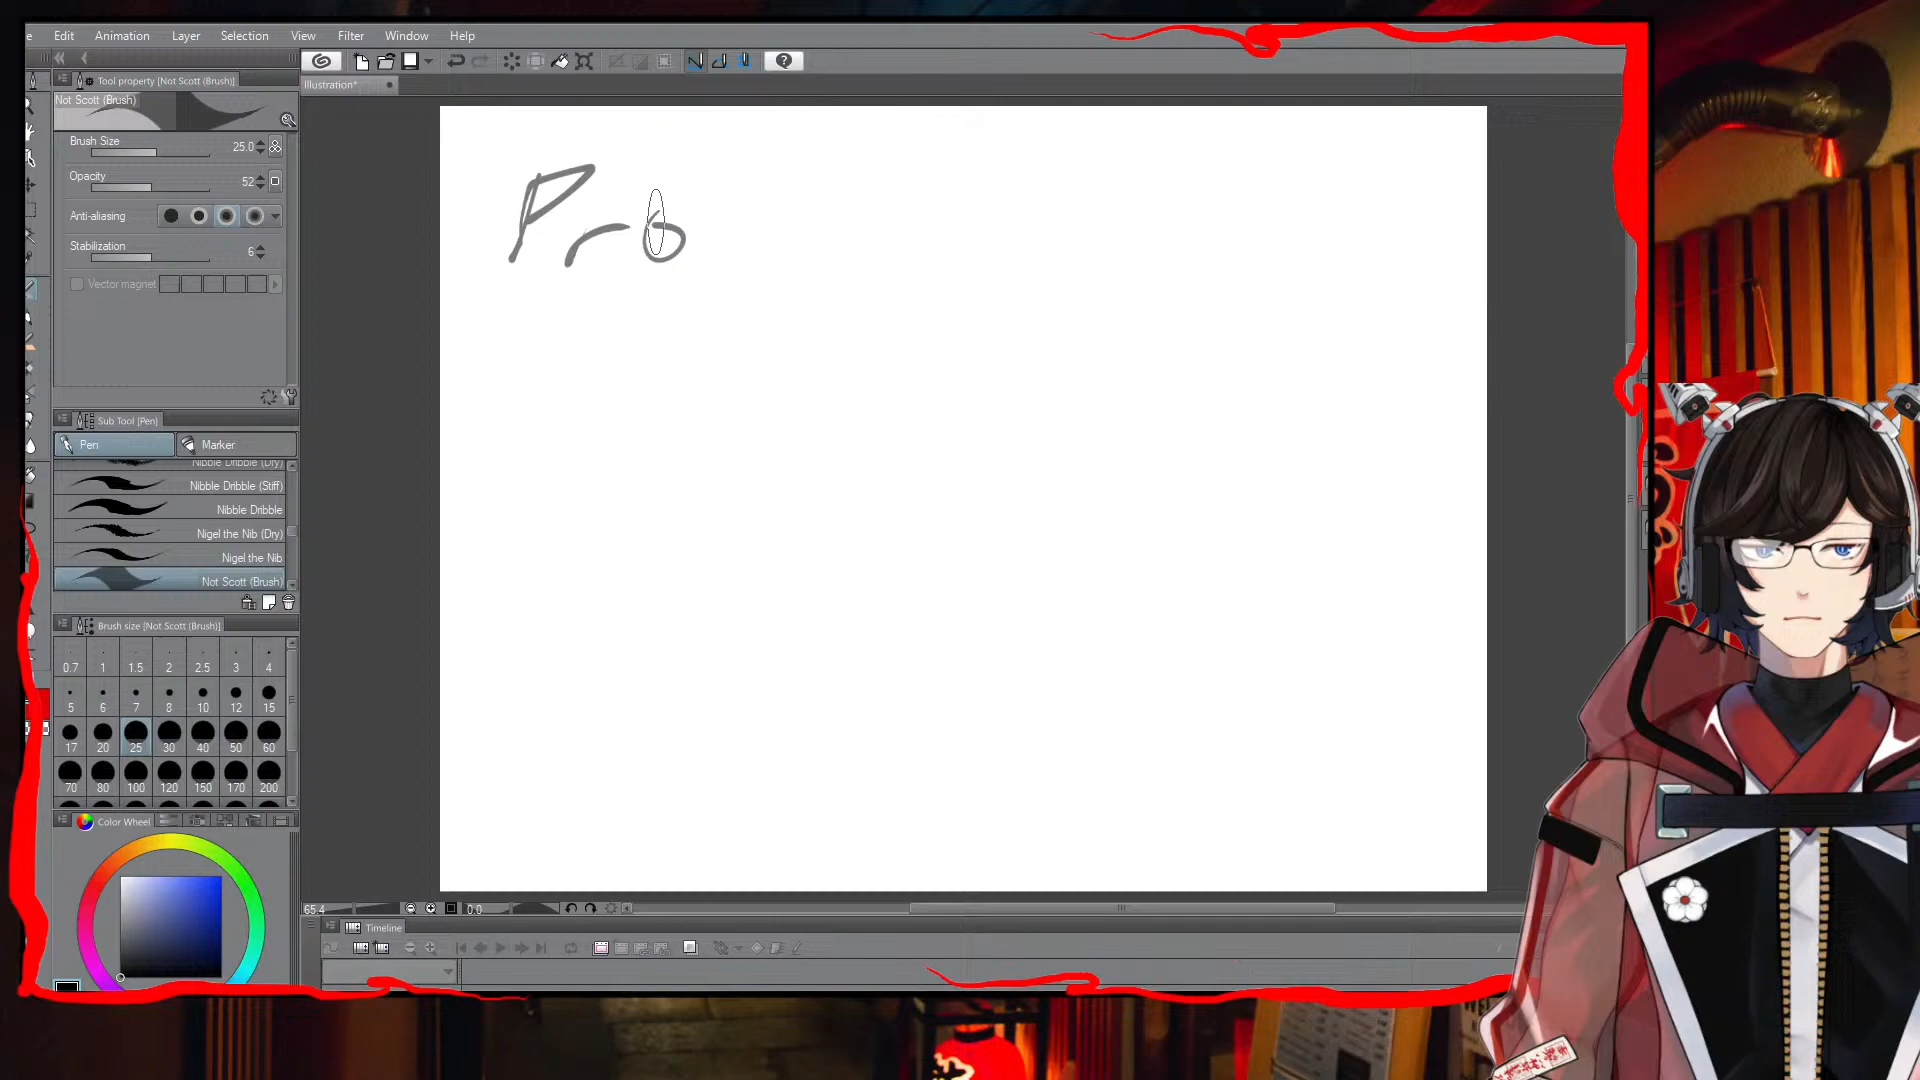 e Edit Animation Layer Selection View Filter Window Help
Tool property [Not Scott (Brush)]
Illustration*
Not Scott (Brush)
Brush Size 25.0
Opacity 52
Anti-aliasing
Stabilization 6
Vector magnet
Pro
Sub Tool [Pen]
Pen Marker
Nibble Dribble (Dry)
Nibble Dribble (Stiff)
Nibble Dribble
Nigel the Nib (Dry)
Nigel the Nib
Not Scott (Brush)
Brush size [Not Scott (Brush)]
0.7 1 1.5 2 2.5 3 4
5 6 7 8 10 12 15
17 20 25 30 40 50 60
70 80 100 120 150 170 200
Color Wheel
65.4 0.0
Timeline